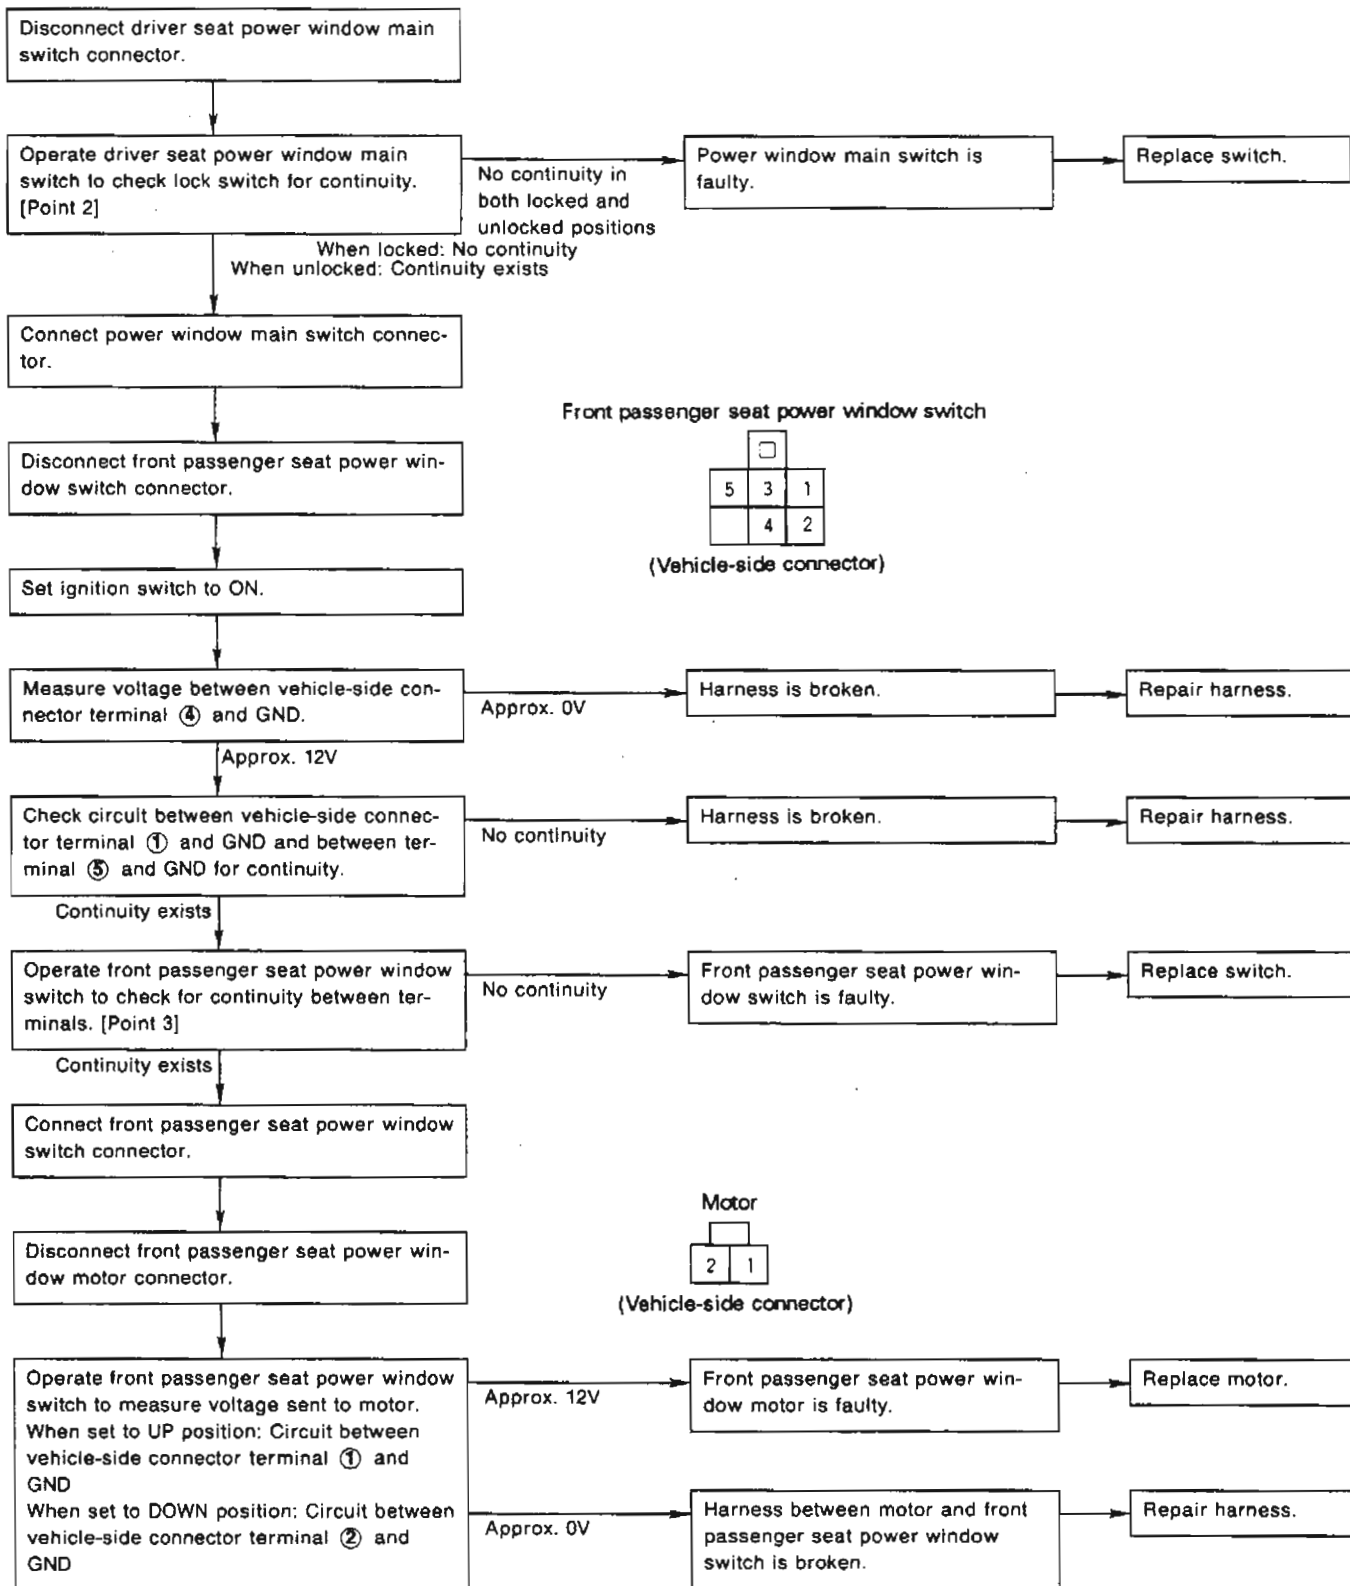 Disconnect driver seat power window main
switch connector.
Operate driver seat power window main
switch to check lock switch for continuity.
[Point 2]
No continuity in
both locked and
unlocked positions
Power window main switch is
faulty.
Replace switch.
When locked: No continuity
When unlocked: Continuity exists
Connect power window main switch connec-
tor.
Disconnect front passenger seat power win-
dow switch connector.
Front passenger seat power window switch
5 3 1
4 2
(Vehicle-side connector)
Set ignition switch to ON.
Measure voltage between vehicle-side con-
nector terminal ④ and GND.
Approx. 0V
Harness is broken.
Repair harness.
Approx. 12V
Check circuit between vehicle-side connec-
tor terminal ① and GND and between ter-
minal ⑤ and GND for continuity.
No continuity
Harness is broken.
Repair harness.
Continuity exists
Operate front passenger seat power window
switch to check for continuity between ter-
minals. [Point 3]
No continuity
Front passenger seat power win-
dow switch is faulty.
Replace switch.
Continuity exists
Connect front passenger seat power window
switch connector.
Disconnect front passenger seat power win-
dow motor connector.
Motor
2 1
(Vehicle-side connector)
Operate front passenger seat power window
switch to measure voltage sent to motor.
When set to UP position: Circuit between
vehicle-side connector terminal ① and
GND
When set to DOWN position: Circuit between
vehicle-side connector terminal ② and
GND
Approx. 12V
Front passenger seat power win-
dow motor is faulty.
Replace motor.
Approx. 0V
Harness between motor and front
passenger seat power window
switch is broken.
Repair harness.